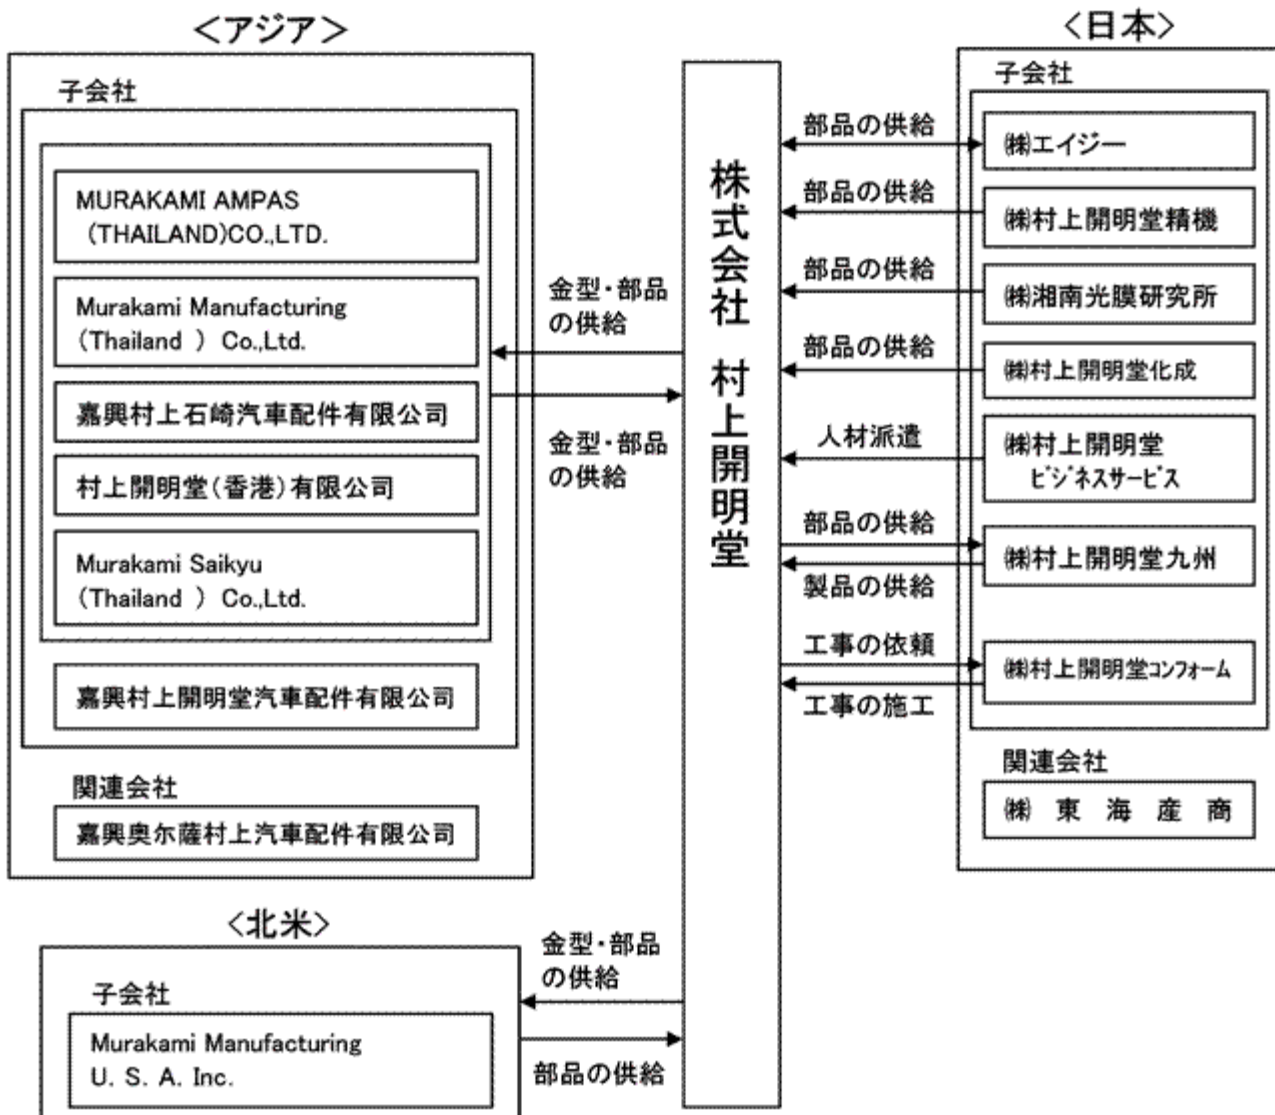 ＜アジア＞
子会社
MURAKAMI AMPAS
(THAILAND)CO.,LTD.
Murakami Manufacturing
(Thailand ) Co.,Ltd.
嘉興村上石崎汽車配件有限公司
村上開明堂(香港)有限公司
Murakami Saikyu
(Thailand ) Co.,Ltd.
嘉興村上開明堂汽車配件有限公司
関連会社
嘉興奥尓薩村上汽車配件有限公司
＜北米＞
子会社
Murakami Manufacturing
U. S. A. Inc.
金型・部品
の供給
金型・部品
の供給
金型・部品
の供給
部品の供給
株式会社 村上開明堂
部品の供給
部品の供給
部品の供給
部品の供給
人材派遣
部品の供給
製品の供給
工事の依頼
工事の施工
＜日本＞
子会社
㈱エイジー
㈱村上開明堂精機
㈱湘南光膜研究所
㈱村上開明堂化成
㈱村上開明堂
ﾋﾞｼﾞﾈｽｻｰﾋﾞｽ
㈱村上開明堂九州
㈱村上開明堂ｺﾝﾌｫｰﾑ
関連会社
㈱ 東 海 産 商